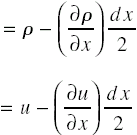 = ρ − (∂ρ/∂x) dx/2
= u − (∂u/∂x) dx/2